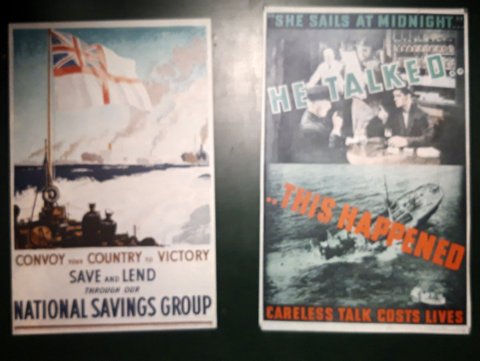 CONVOY YOUR COUNTRY TO VICTORY
SAVE AND LEND
THROUGH OUR
NATIONAL SAVINGS GROUP
"SHE SAILS AT MIDNIGHT.."
HE TALKED..
..THIS HAPPENED
CARELESS TALK COSTS LIVES